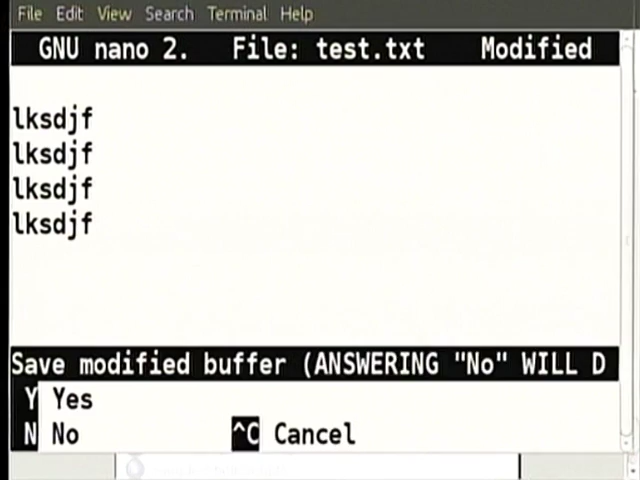 File Edit View Search Terminal Help
GNU nano 2. File: test.txt Modified
lksdjf
lksdjf
lksdjf
lksdjf
Save modified buffer (ANSWERING "No" WILL D
Y Yes
N No ^C Cancel